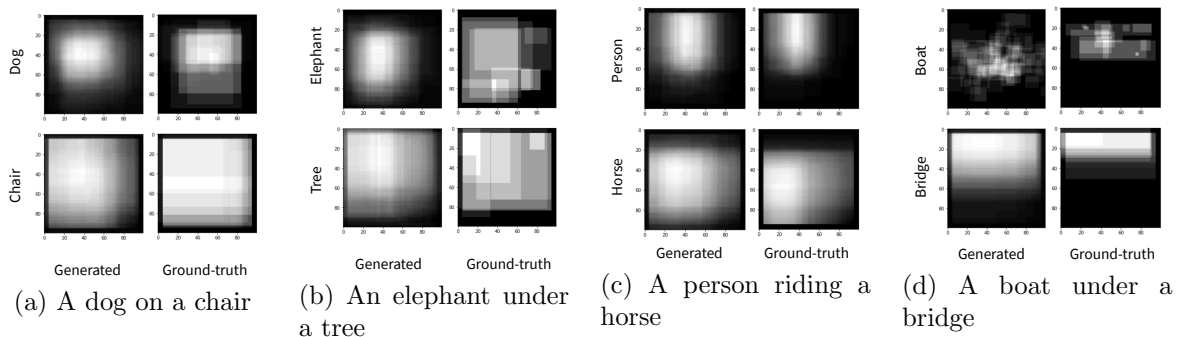 Dog
Chair
Generated
Ground-truth
(a) A dog on a chair
Elephant
Tree
Generated
Ground-truth
(b) An elephant under
a tree
Person
Horse
Generated
Ground-truth
(c) A person riding a
horse
Boat
Bridge
Generated
Ground-truth
(d) A boat under a
bridge